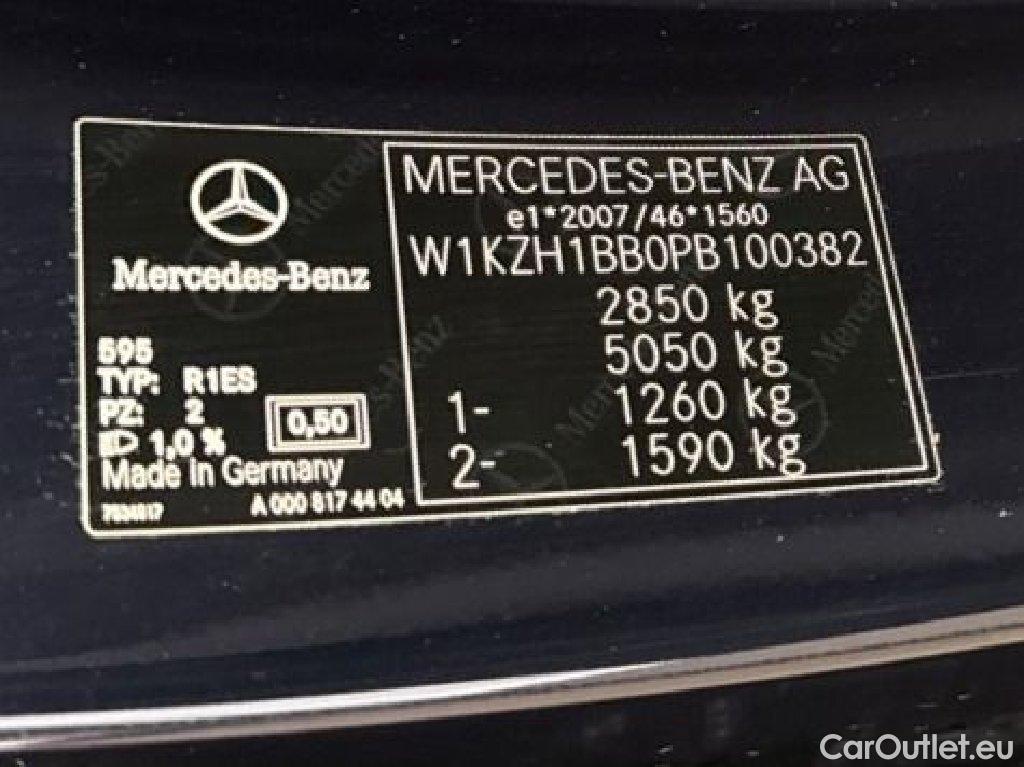 Mercedes-Benz
595
TYP: R1ES
PZ: 2
1,0 %
0,50
Made in Germany
A 000 817 44 04
MERCEDES-BENZ AG
e1*2007/46*1560
W1KZH1BB0PB100382
2850 kg
5050 kg
1- 1260 kg
2- 1590 kg
CarOutlet.eu